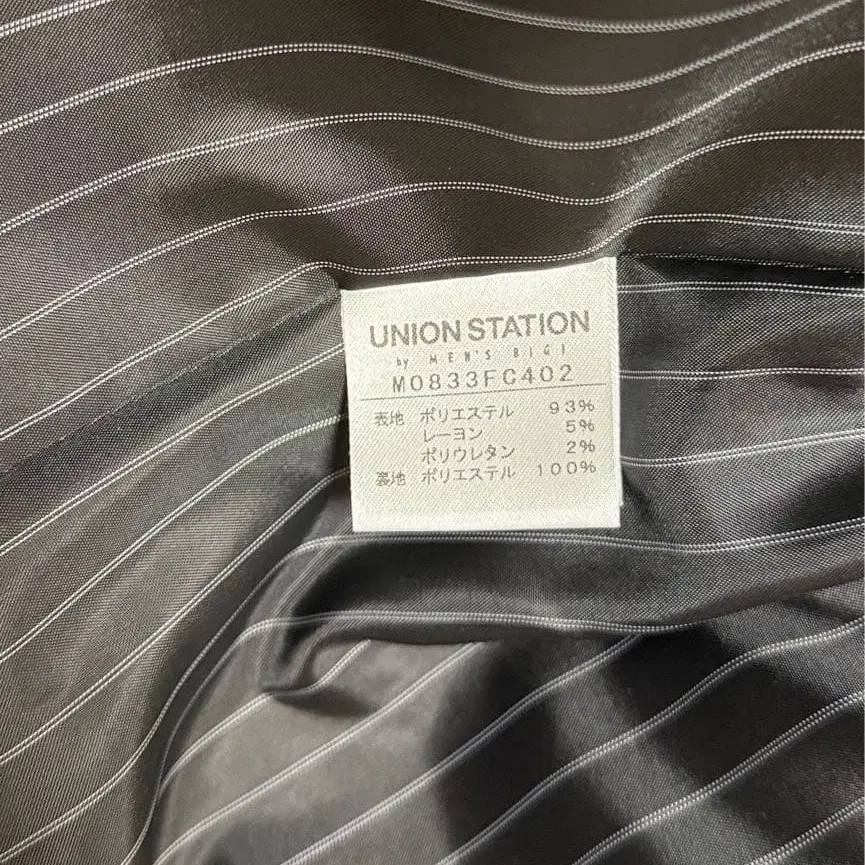 UNION STATION
by MEN'S BIGI
M0833FC402
表地 ポリエステル 93%
レーヨン 5%
ポリウレタン 2%
裏地 ポリエステル 100%